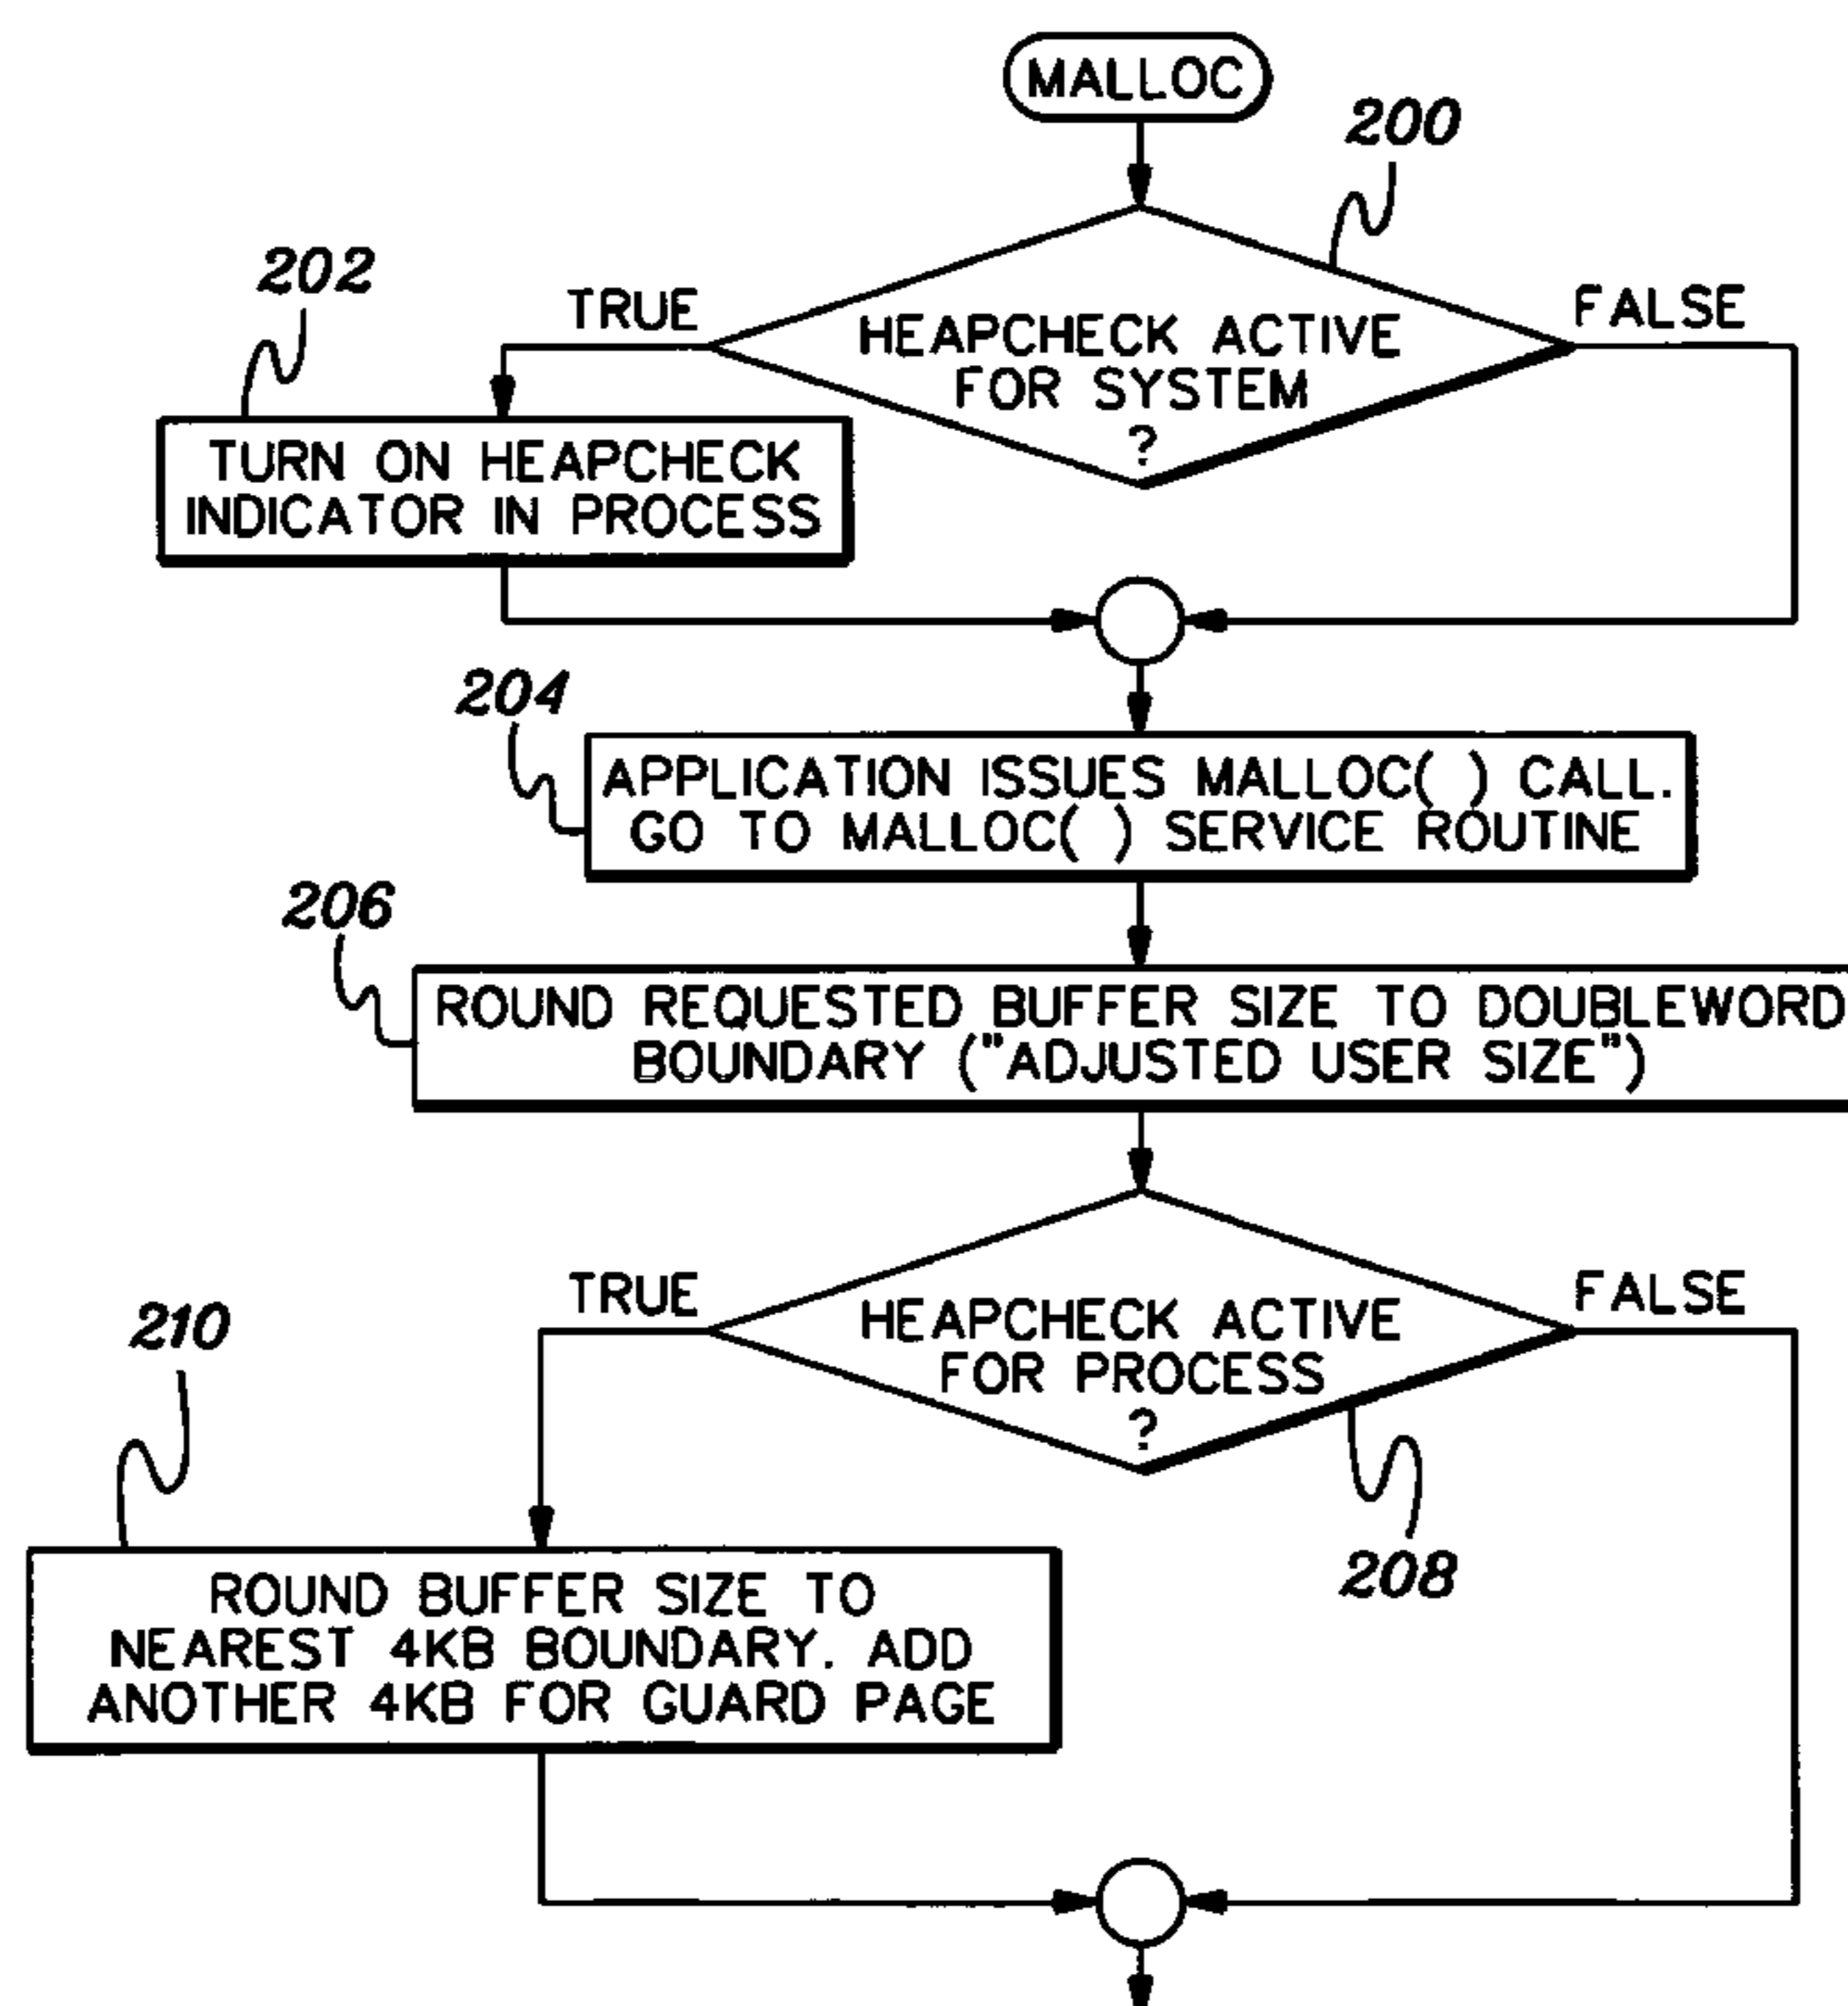 MALLOC
200
202
TRUE
FALSE
HEAPCHECK ACTIVE
FOR SYSTEM
?
TURN ON HEAPCHECK
INDICATOR IN PROCESS
204
APPLICATION ISSUES MALLOC( ) CALL.
GO TO MALLOC( ) SERVICE ROUTINE
206
ROUND REQUESTED BUFFER SIZE TO DOUBLEWORD
BOUNDARY ("ADJUSTED USER SIZE")
TRUE
FALSE
HEAPCHECK ACTIVE
FOR PROCESS
?
210
208
ROUND BUFFER SIZE TO
NEAREST 4KB BOUNDARY. ADD
ANOTHER 4KB FOR GUARD PAGE